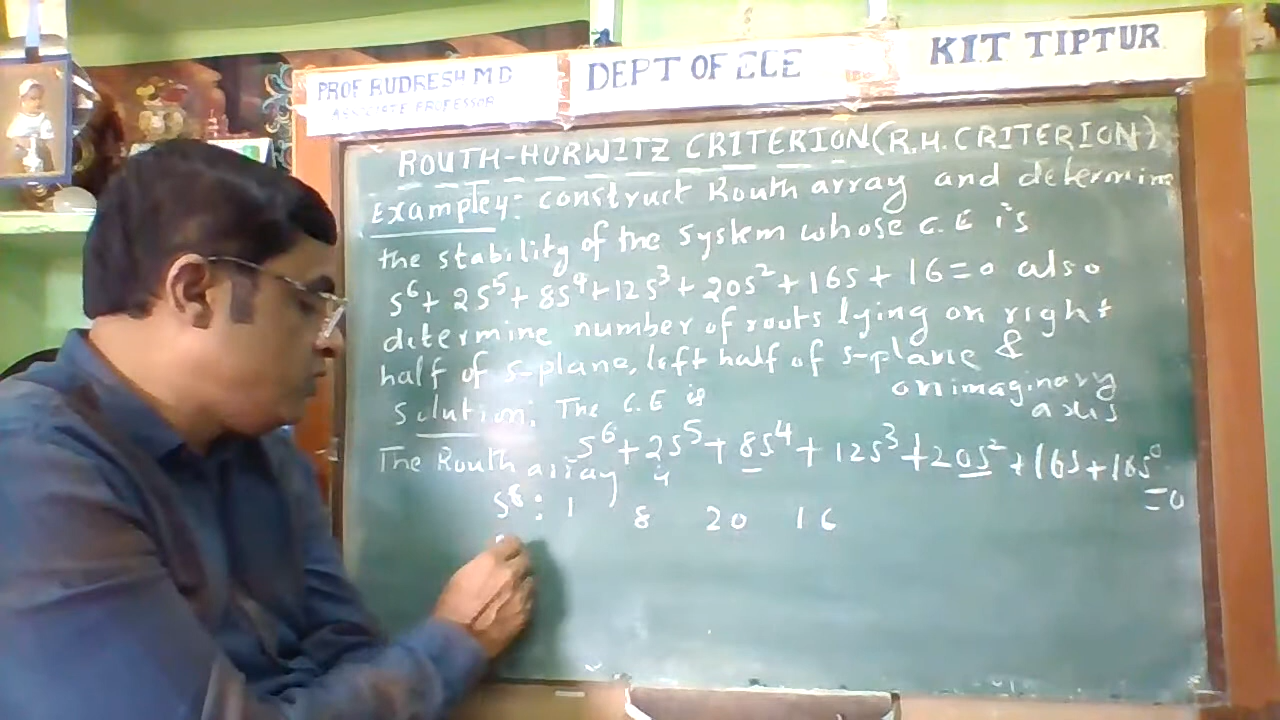 PROF RUDRESH M D
ASSOCIATE PROFESSOR
DEPT OF ECE
KIT TIPTUR
ROUTH-HURWITZ CRITERION (R.H. CRITERION)
Example 4: construct Routh array and determine
the stability of the system whose C.E is
s⁶+2s⁵+8s⁴+12s³+20s²+16s+16=0 also
determine number of roots lying on right
half of s-plane, left half of s-plane &
on imaginary
axis
Solution: The C.E is
s⁶+2s⁵+8s⁴+12s³+20s²+16s+16s⁰
=0
The Routh array is
s⁸: 1 8 20 16